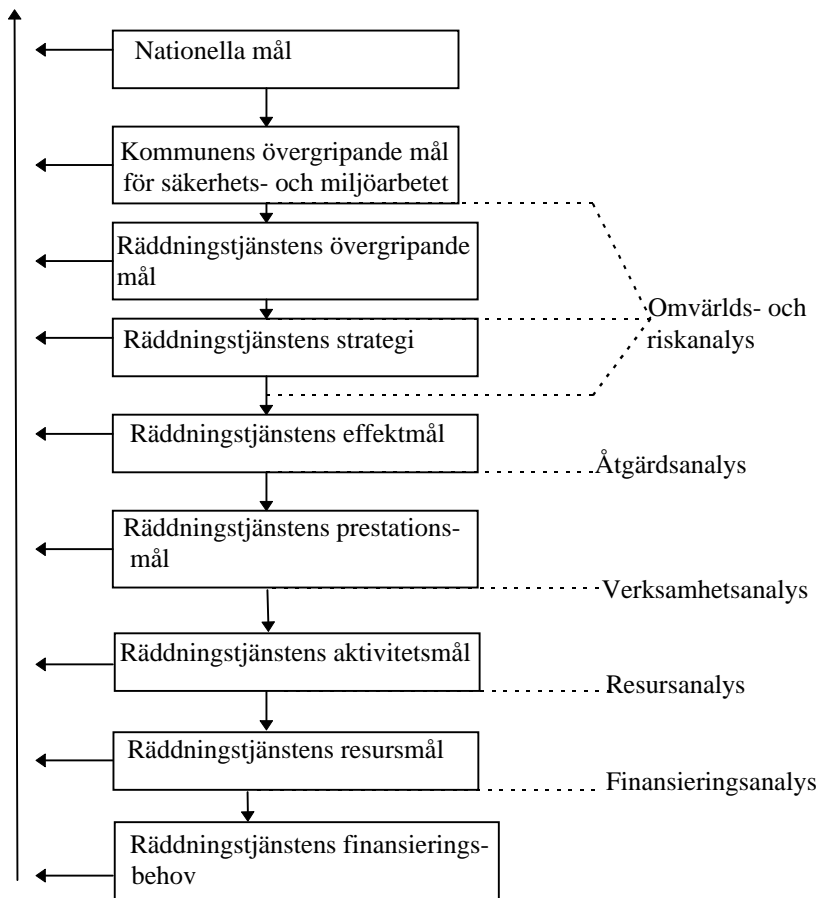 Nationella mål
Kommunens övergripande mål
för säkerhets- och miljöarbetet
Räddningstjänstens övergripande
mål
Omvärlds- och
riskanalys
Räddningstjänstens strategi
Räddningstjänstens effektmål
Åtgärdsanalys
Räddningstjänstens prestations-
mål
Verksamhetsanalys
Räddningstjänstens aktivitetsmål
Resursanalys
Räddningstjänstens resursmål
Finansieringsanalys
Räddningstjänstens finansierings-
behov